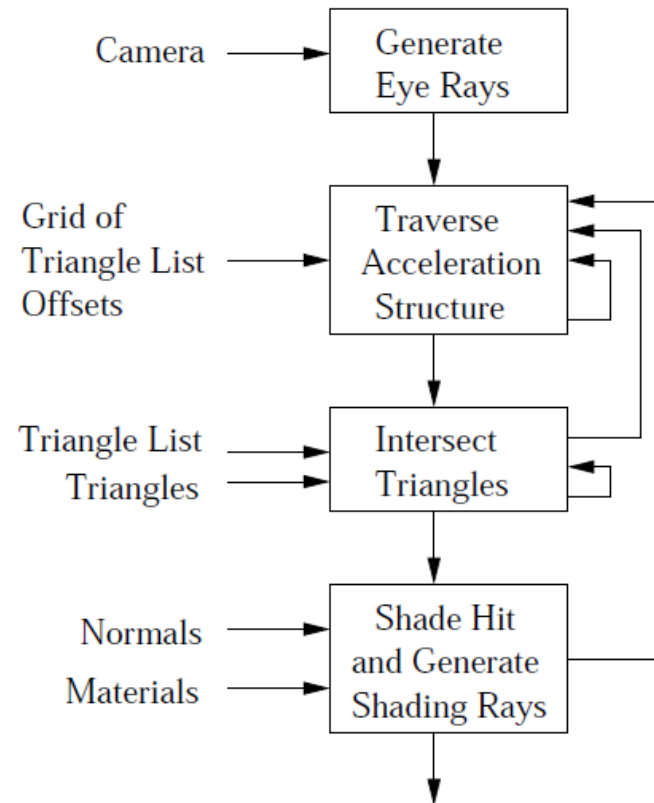 Camera
Generate
Eye Rays
Grid of
Triangle List
Offsets
Traverse
Acceleration
Structure
Triangle List
Triangles
Intersect
Triangles
Normals
Materials
Shade Hit
and Generate
Shading Rays